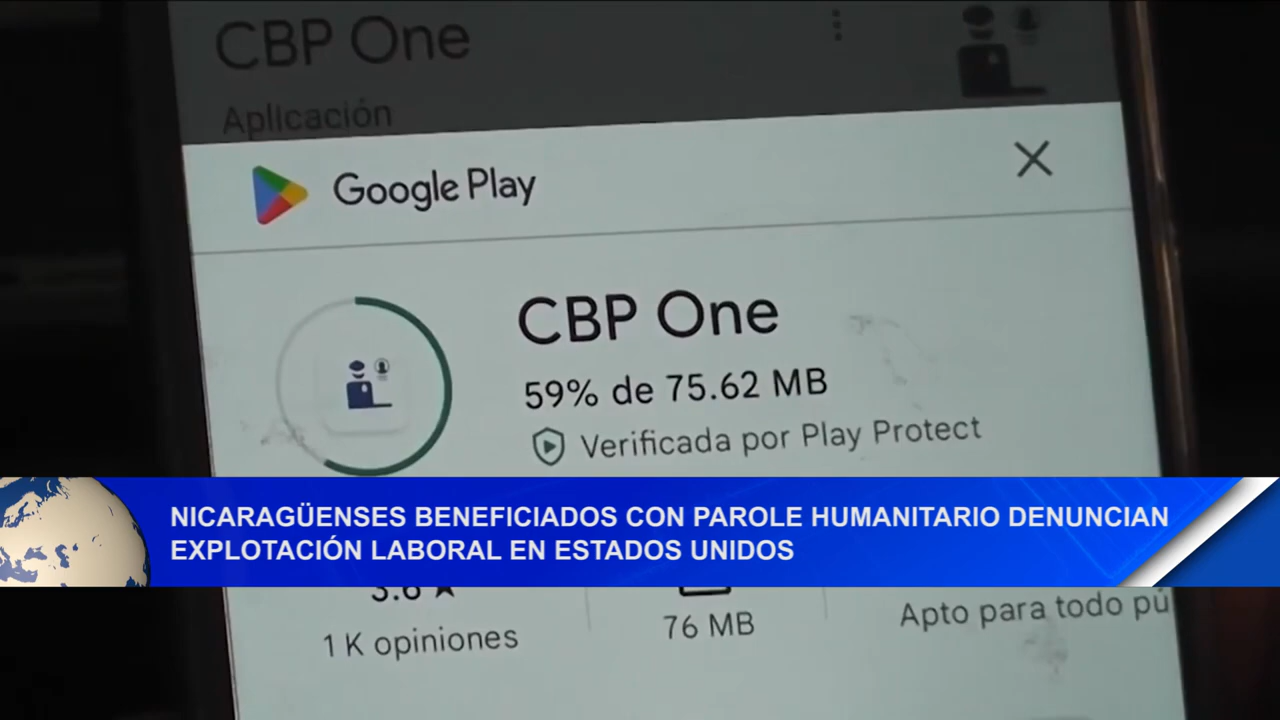 CBP One
Aplicación
Google Play
CBP One
59% de 75.62 MB
Verificada por Play Protect
NICARAGÜENSES BENEFICIADOS CON PAROLE HUMANITARIO DENUNCIAN
EXPLOTACIÓN LABORAL EN ESTADOS UNIDOS
1 K opiniones
76 MB
Apto para todo pú